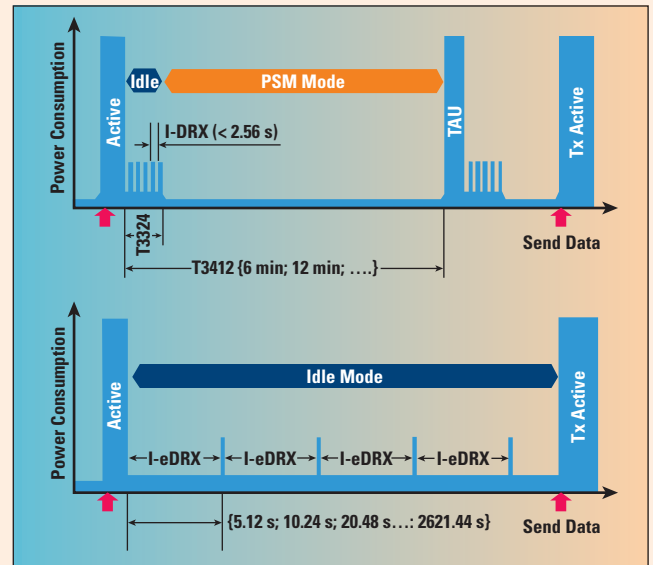 Power Consumption
Active
Idle
PSM Mode
I-DRX (< 2.56 s)
TAU
Tx Active
T3324
Send Data
T3412 {6 min; 12 min; ....}
Power Consumption
Active
Idle Mode
Tx Active
I-eDRX
I-eDRX
I-eDRX
I-eDRX
{5.12 s; 10.24 s; 20.48 s...: 2621.44 s}
Send Data